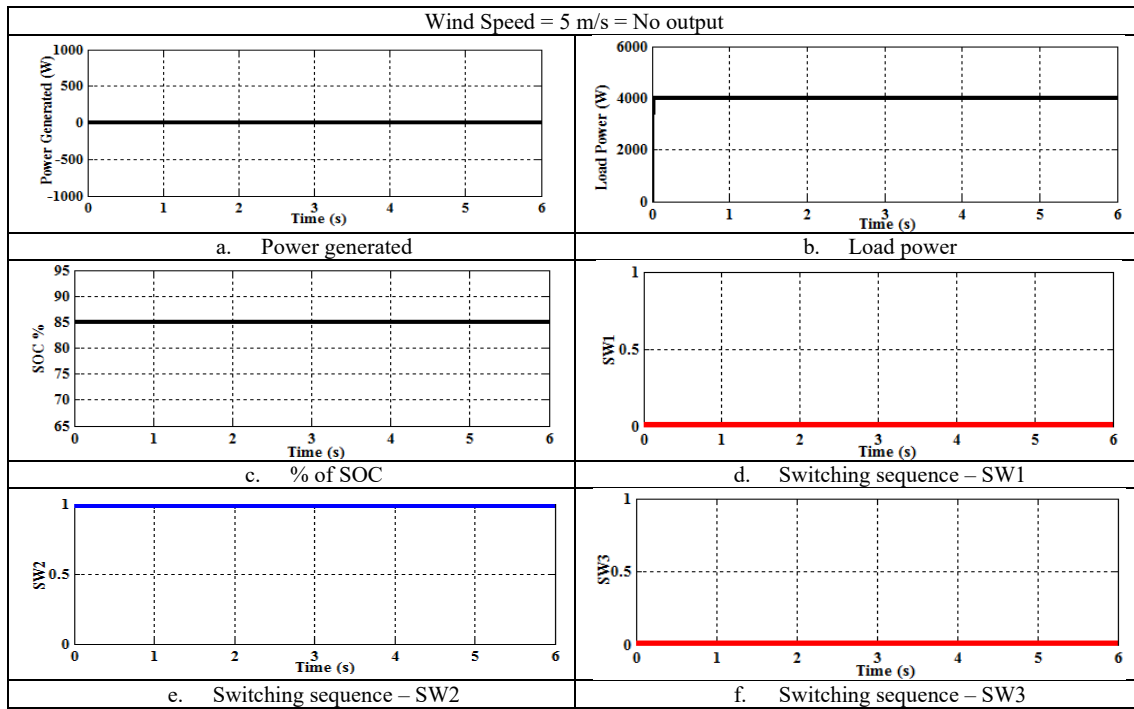 Wind Speed = 5 m/s = No output
Power Generated (W)
1000
500
0
-500
-1000
0 1 2 3 4 5 6
Time (s)
a. Power generated
Load Power (W)
6000
4000
2000
0
0 1 2 3 4 5 6
Time (s)
b. Load power
SOC %
95
90
85
80
75
70
65
0 1 2 3 4 5 6
Time (s)
c. % of SOC
SW1
1
0.5
0
0 1 2 3 4 5 6
Time (s)
d. Switching sequence – SW1
SW2
1
0.5
0
0 1 2 3 4 5 6
Time (s)
e. Switching sequence – SW2
SW3
1
0.5
0
0 1 2 3 4 5 6
Time (s)
f. Switching sequence – SW3